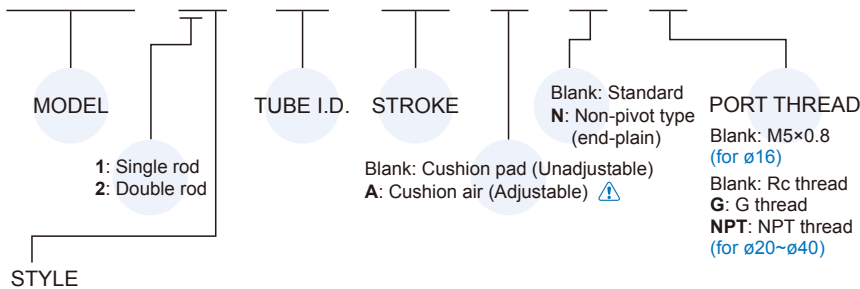 MODEL
1: Single rod
2: Double rod
STYLE
TUBE I.D.
STROKE
Blank: Cushion pad (Unadjustable)
A: Cushion air (Adjustable)
Blank: Standard
N: Non-pivot type
(end-plain)
PORT THREAD
Blank: M5×0.8
(for ø16)
Blank: Rc thread
G: G thread
NPT: NPT thread
(for ø20~ø40)